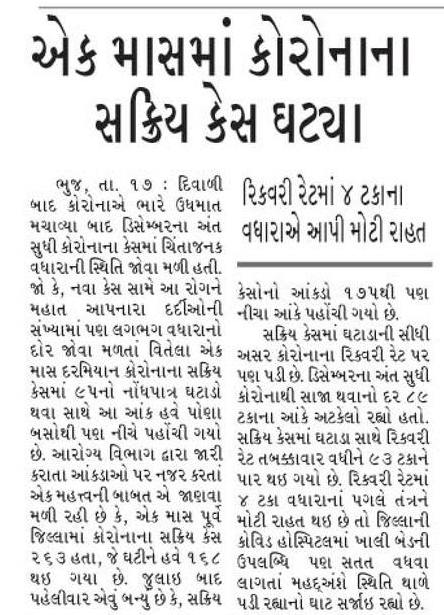 એક માસમાં કોરોનાના
સક્રિય કેસ ઘટ્યા
ભુજ, તા. ૧૭ : દિવાળી
બાદ કોરોનાએ ભારે ઉધમાત
મચાવ્યા બાદ ડિસેમ્બરના અંત
સુધી કોરોનાના કેસમાં ચિંતાજનક
વધારાની સ્થિતિ જોવા મળી હતી.
જો કે, નવા કેસ સામે આ રોગને
મહાત આપનારા દર્દીઓની
સંખ્યામાં પણ લગભગ વધારાનો
દોર જોવા મળતાં વિતેલા એક
માસ દરમિયાન કોરોનાના સક્રિય
કેસમાં ૯૫નો નોંધપાત્ર ઘટાડો
થવા સાથે આ આંક હવે પોણા
બસોથી પણ નીચે પહોંચી ગયો
છે. આરોગ્ય વિભાગ દ્વારા જારી
કરાતા આંકડાઓ પર નજર કરતાં
એક મહત્ત્વની બાબત એ જાણવા
મળી રહી છે કે, એક માસ પૂર્વે
જિલ્લામાં કોરોનાના સક્રિય કેસ
૨૬૩ હતા, જે ઘટીને હવે ૧૬૮
થઇ ગયા છે. જુલાઇ બાદ
પહેલીવાર એવું બન્યું છે કે, સક્રિય
રિકવરી રેટમાં ૪ ટકાના
વધારાએ આપી મોટી રાહત
કેસોનો આંકડો ૧૭૫થી પણ
નીચા આંકે પહોંચી ગયો છે.
સક્રિય કેસમાં ઘટાડાની સીધી
અસર કોરોનાના રિકવરી રેટ પર
પણ પડી છે. ડિસેમ્બરના અંત સુધી
કોરોનાથી સાજા થવાનો દર ૮૯
ટકાના આંકે અટકેલો રહ્યો હતો.
સક્રિય કેસમાં ઘટાડા સાથે રિકવરી
રેટ તબક્કાવાર વધીને ૯૩ ટકાને
પાર થઇ ગયો છે. રિકવરી રેટમાં
૪ ટકા વધારાનાં પગલે તંત્રને
મોટી રાહત થઇ છે તો જિલ્લાની
કોવિડ હોસ્પિટલમાં ખાલી બેડની
ઉપલબ્ધિ પણ સતત વધવા
લાગતાં મહદ્અંશે સ્થિતિ થાળે
પડી રહ્યાનો ઘાટ સર્જાઇ રહ્યો છે.